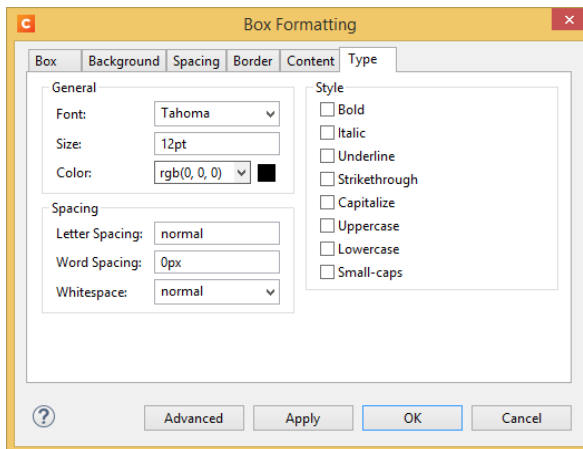 C Box Formatting ×
Box Background Spacing Border Content Type
General
Font: Tahoma
Size: 12pt
Color: rgb(0, 0, 0)
Spacing
Letter Spacing: normal
Word Spacing: 0px
Whitespace: normal
Style
Bold
Italic
Underline
Strikethrough
Capitalize
Uppercase
Lowercase
Small-caps
? Advanced Apply OK Cancel